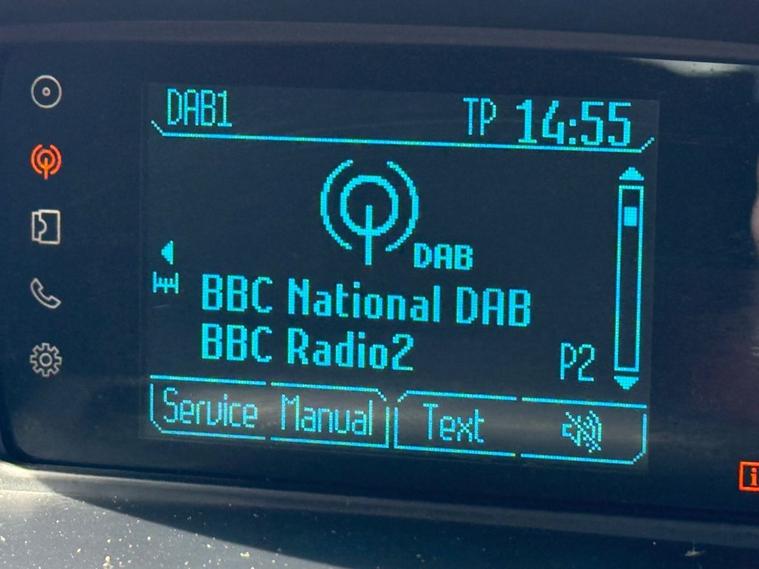 DAB1 TP 14:55
DAB
BBC National DAB
BBC Radio2
P2
Service Manual Text
i